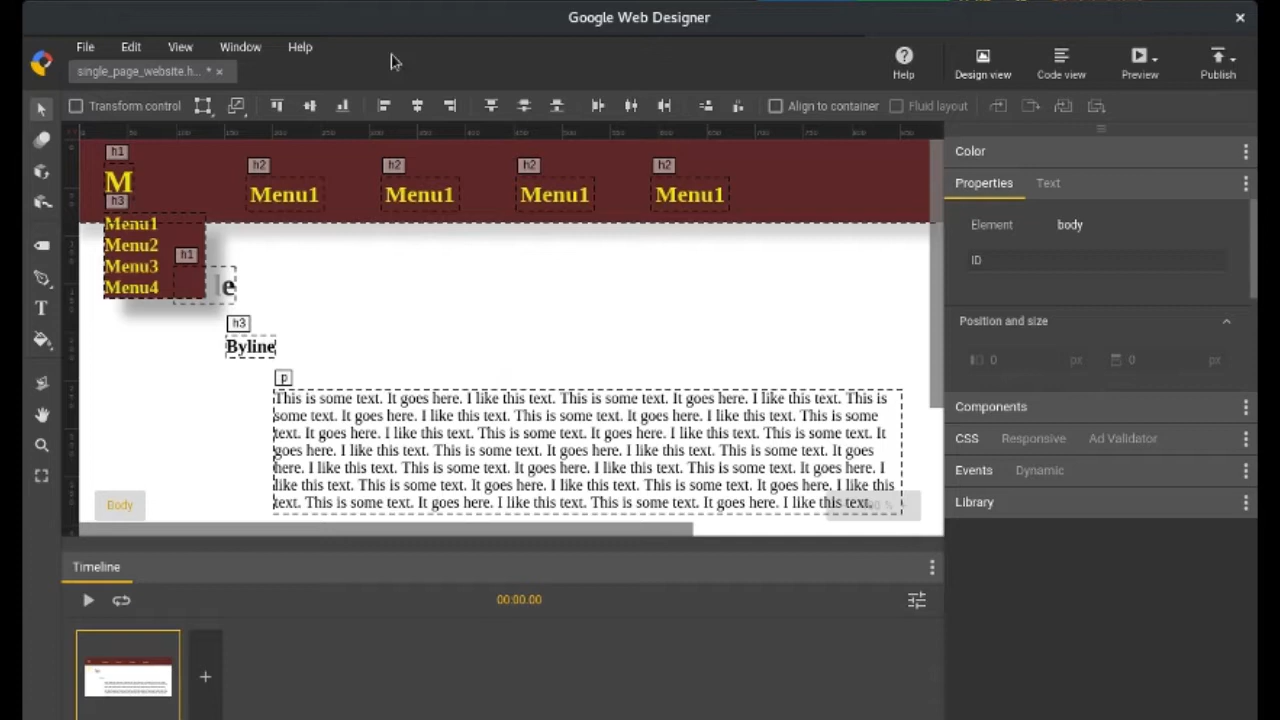 Google Web Designer
File Edit View Window Help
single_page_website.h... * ×
Help Design view Code view Preview Publish
Transform control Align to container Fluid layout
h1
M
h2 h2 h2 h2
Menu1 Menu1 Menu1 Menu1
h3
Menu1
Menu2
Menu3
Menu4
h1
le
h3
Byline
p
This is some text. It goes here. I like this text. This is some text. It goes here. I like this text. This is
some text. It goes here. I like this text. This is some text. It goes here. I like this text. This is some
text. It goes here. I like this text. This is some text. It goes here. I like this text. This is some text. It
goes here. I like this text. This is some text. It goes here. I like this text. This is some text. It goes
here. I like this text. This is some text. It goes here. I like this text. This is some text. It goes here. I
like this text. This is some text. It goes here. I like this text. This is some text. It goes here. I like this
text. This is some text. It goes here. I like this text. This is some text. It goes here. I like this text.
Body
Color
Properties Text
Element body
ID
Position and size
0 px 0 px
Components
CSS Responsive Ad Validator
Events Dynamic
Library
Timeline
00:00.00